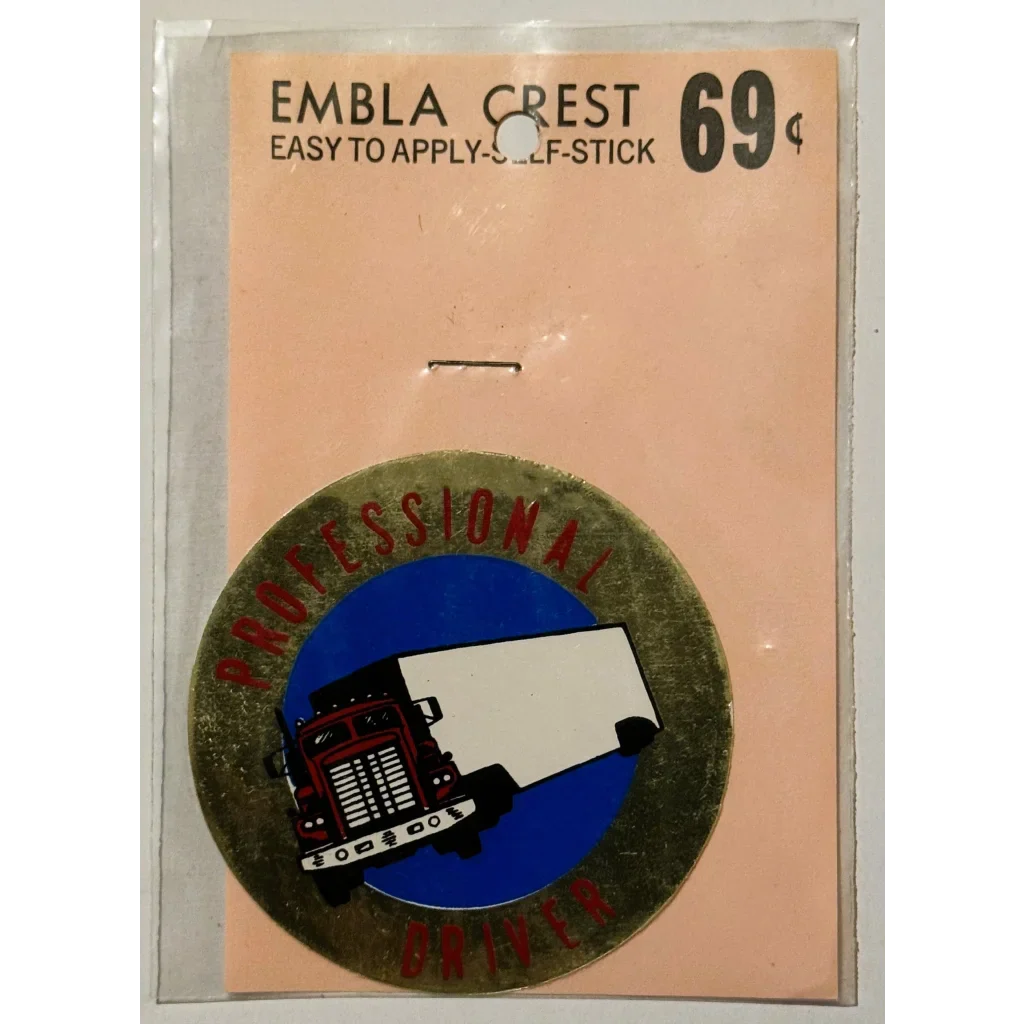 EMBLA CREST 69¢
EASY TO APPLY-SELF-STICK
PROFESSIONAL
DRIVER